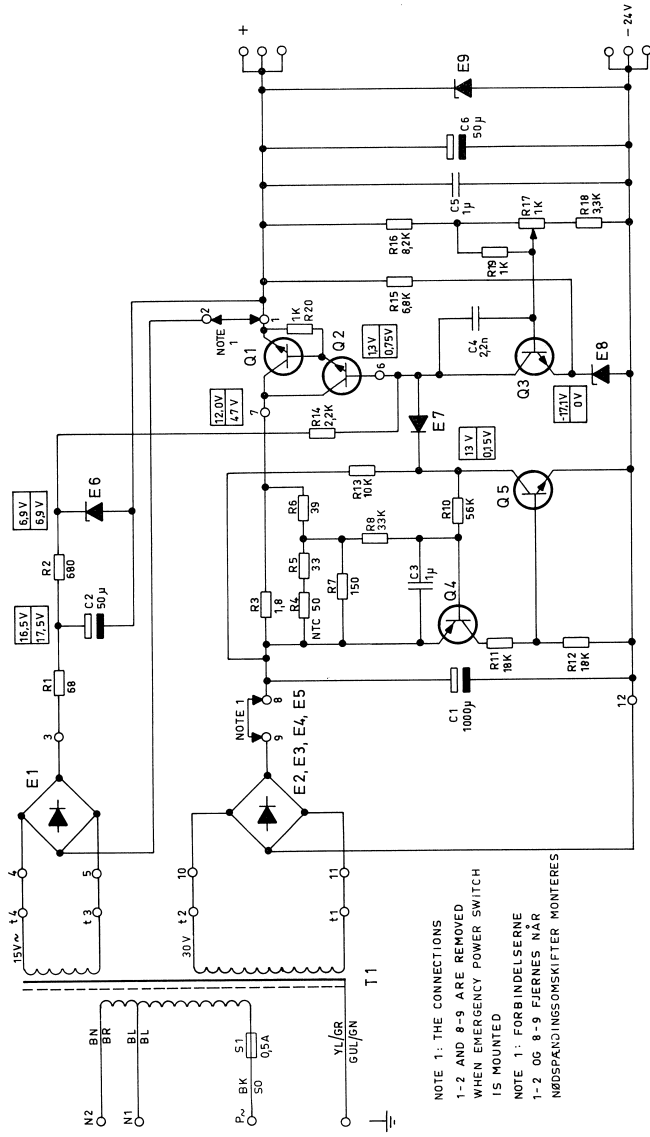 N2
BN
BR
N1
BL
BL
P~
BK
SO
S1
0,5A
YL/GR
GUL/GN
T1
15V~
t4
4
t3
5
E1
3
R1
68
16,5V
17,5V
C2
50μ
R2
680
6,9V
6,9V
E6
30V
t2
10
t1
11
E2, E3, E4, E5
9
NOTE 1
8
C1
1000μ
12
R3
1,8
R4
NTC 50
R5
33
R6
39
R7
150
R8
33K
C3
1μ
Q4
R11
18K
R12
18K
R10
56K
R13
10K
Q5
13V
0,15V
E7
7
12,0V
47V
R14
2,2K
Q1
Q2
1K
R20
1,3V
0,75V
6
2
NOTE
1
1
C4
2,2n
Q3
-17,1V
0V
E8
R15
6,8K
R16
8,2K
R19
1K
R17
1K
R18
3,3K
C5
1μ
C6
50μ
E9
+
- 24V
NOTE 1: THE CONNECTIONS
1-2 AND 8-9 ARE REMOVED
WHEN EMERGENCY POWER SWITCH
IS MOUNTED
NOTE 1: FORBINDELSERNE
1-2 OG 8-9 FJERNES NÅR
NØDSPÆNDINGSOMSKIFTER MONTERES